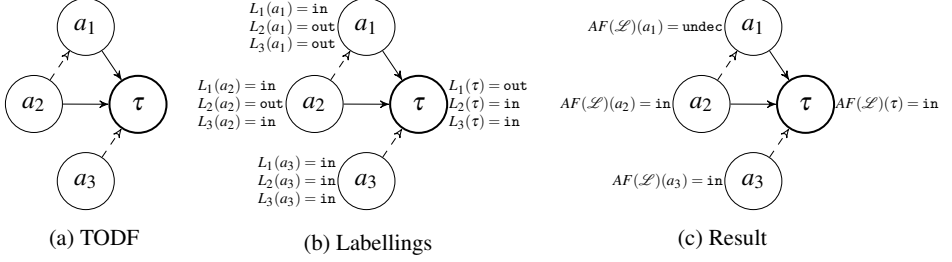 a₁
a₂
τ
a₃
(a) TODF
L₁(a₁) = in
L₂(a₁) = out
L₃(a₁) = out
a₁
L₁(a₂) = in
L₂(a₂) = out
L₃(a₂) = in
a₂
τ
L₁(τ) = out
L₂(τ) = in
L₃(τ) = in
L₁(a₃) = in
L₂(a₃) = in
L₃(a₃) = in
a₃
(b) Labellings
AF(ℒ)(a₁) = undec
a₁
AF(ℒ)(a₂) = in
a₂
τ
AF(ℒ)(τ) = in
AF(ℒ)(a₃) = in
a₃
(c) Result